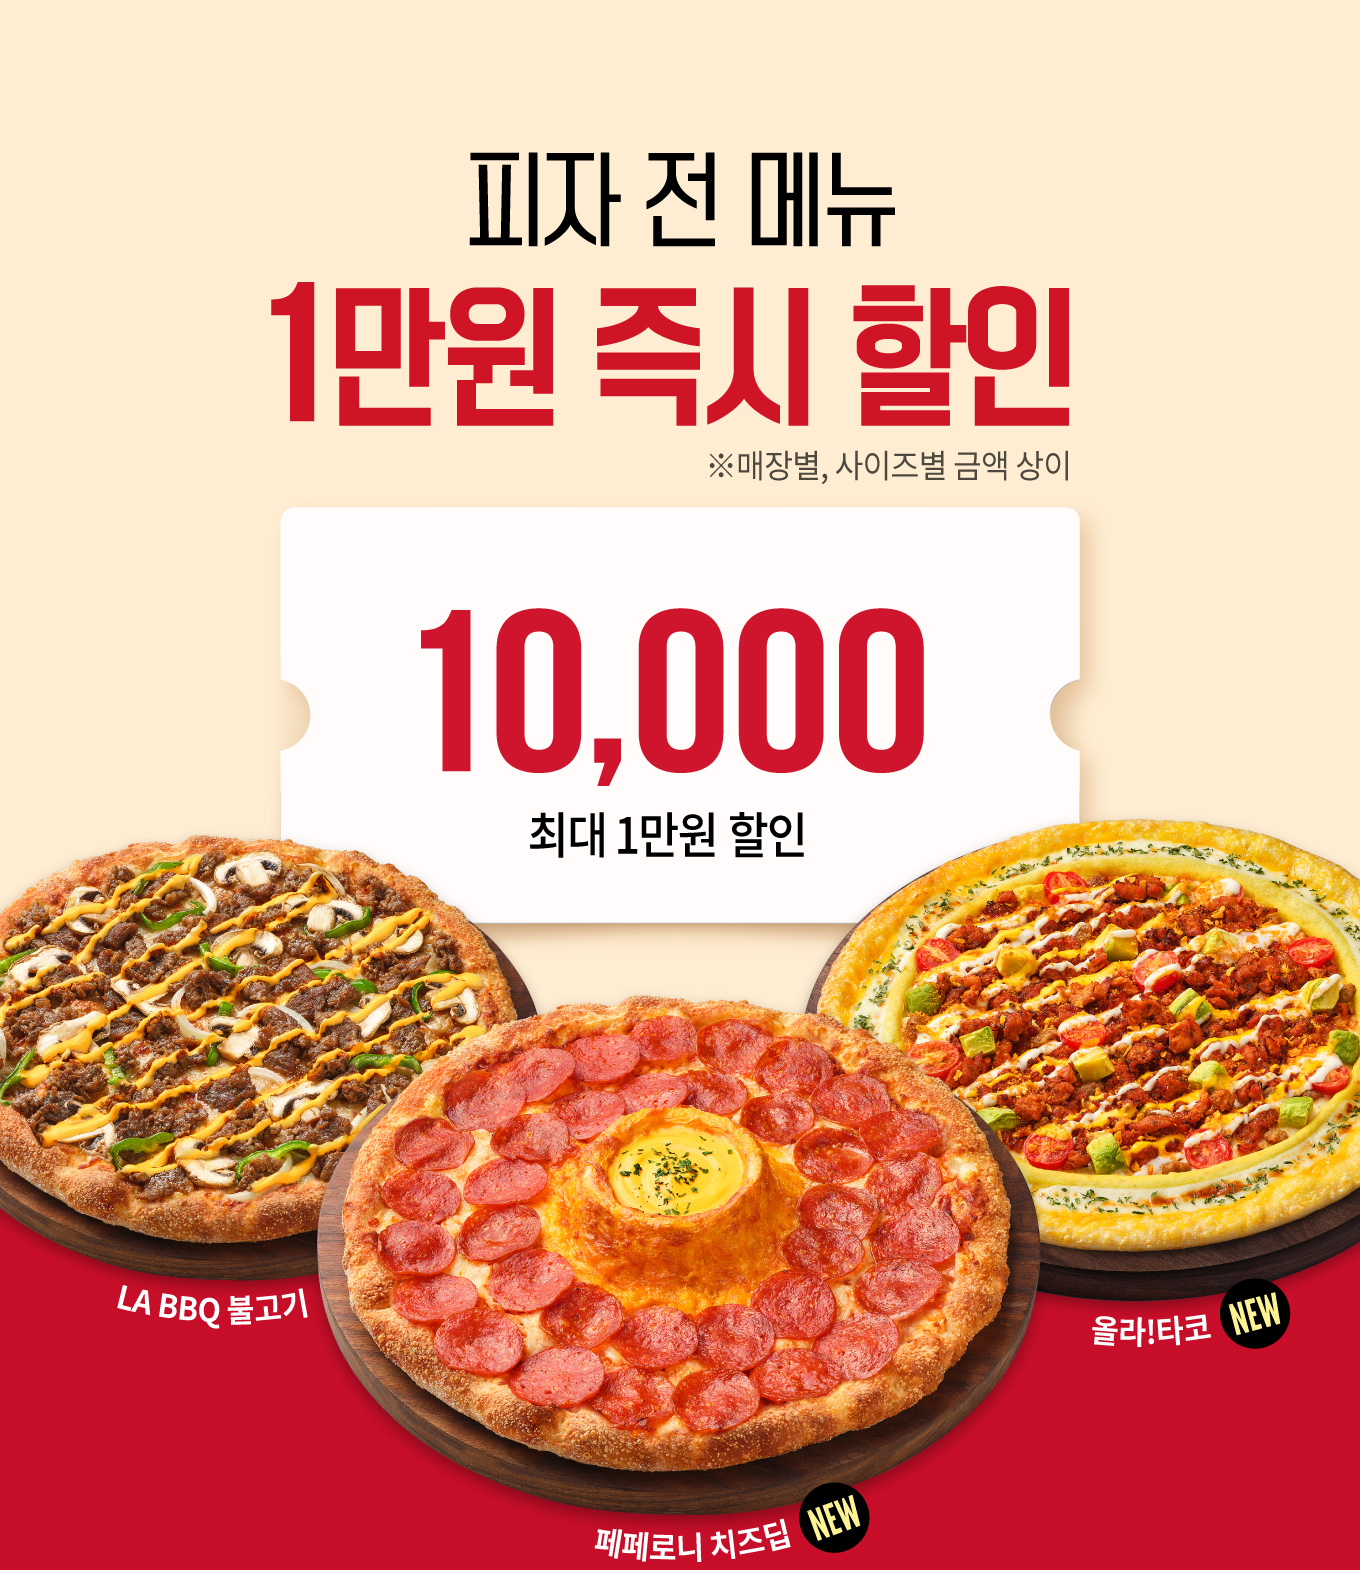 피자 전 메뉴
1만원 즉시 할인
※매장별, 사이즈별 금액 상이
10,000
최대 1만원 할인
LA BBQ 불고기
올라!타코 NEW
페페로니 치즈딥 NEW